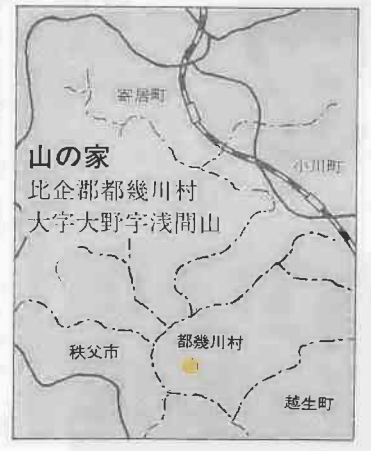 寄居町
山の家
小川町
比企郡都幾川村
大字大野字浅間山
都幾川村
秩父市
越生町